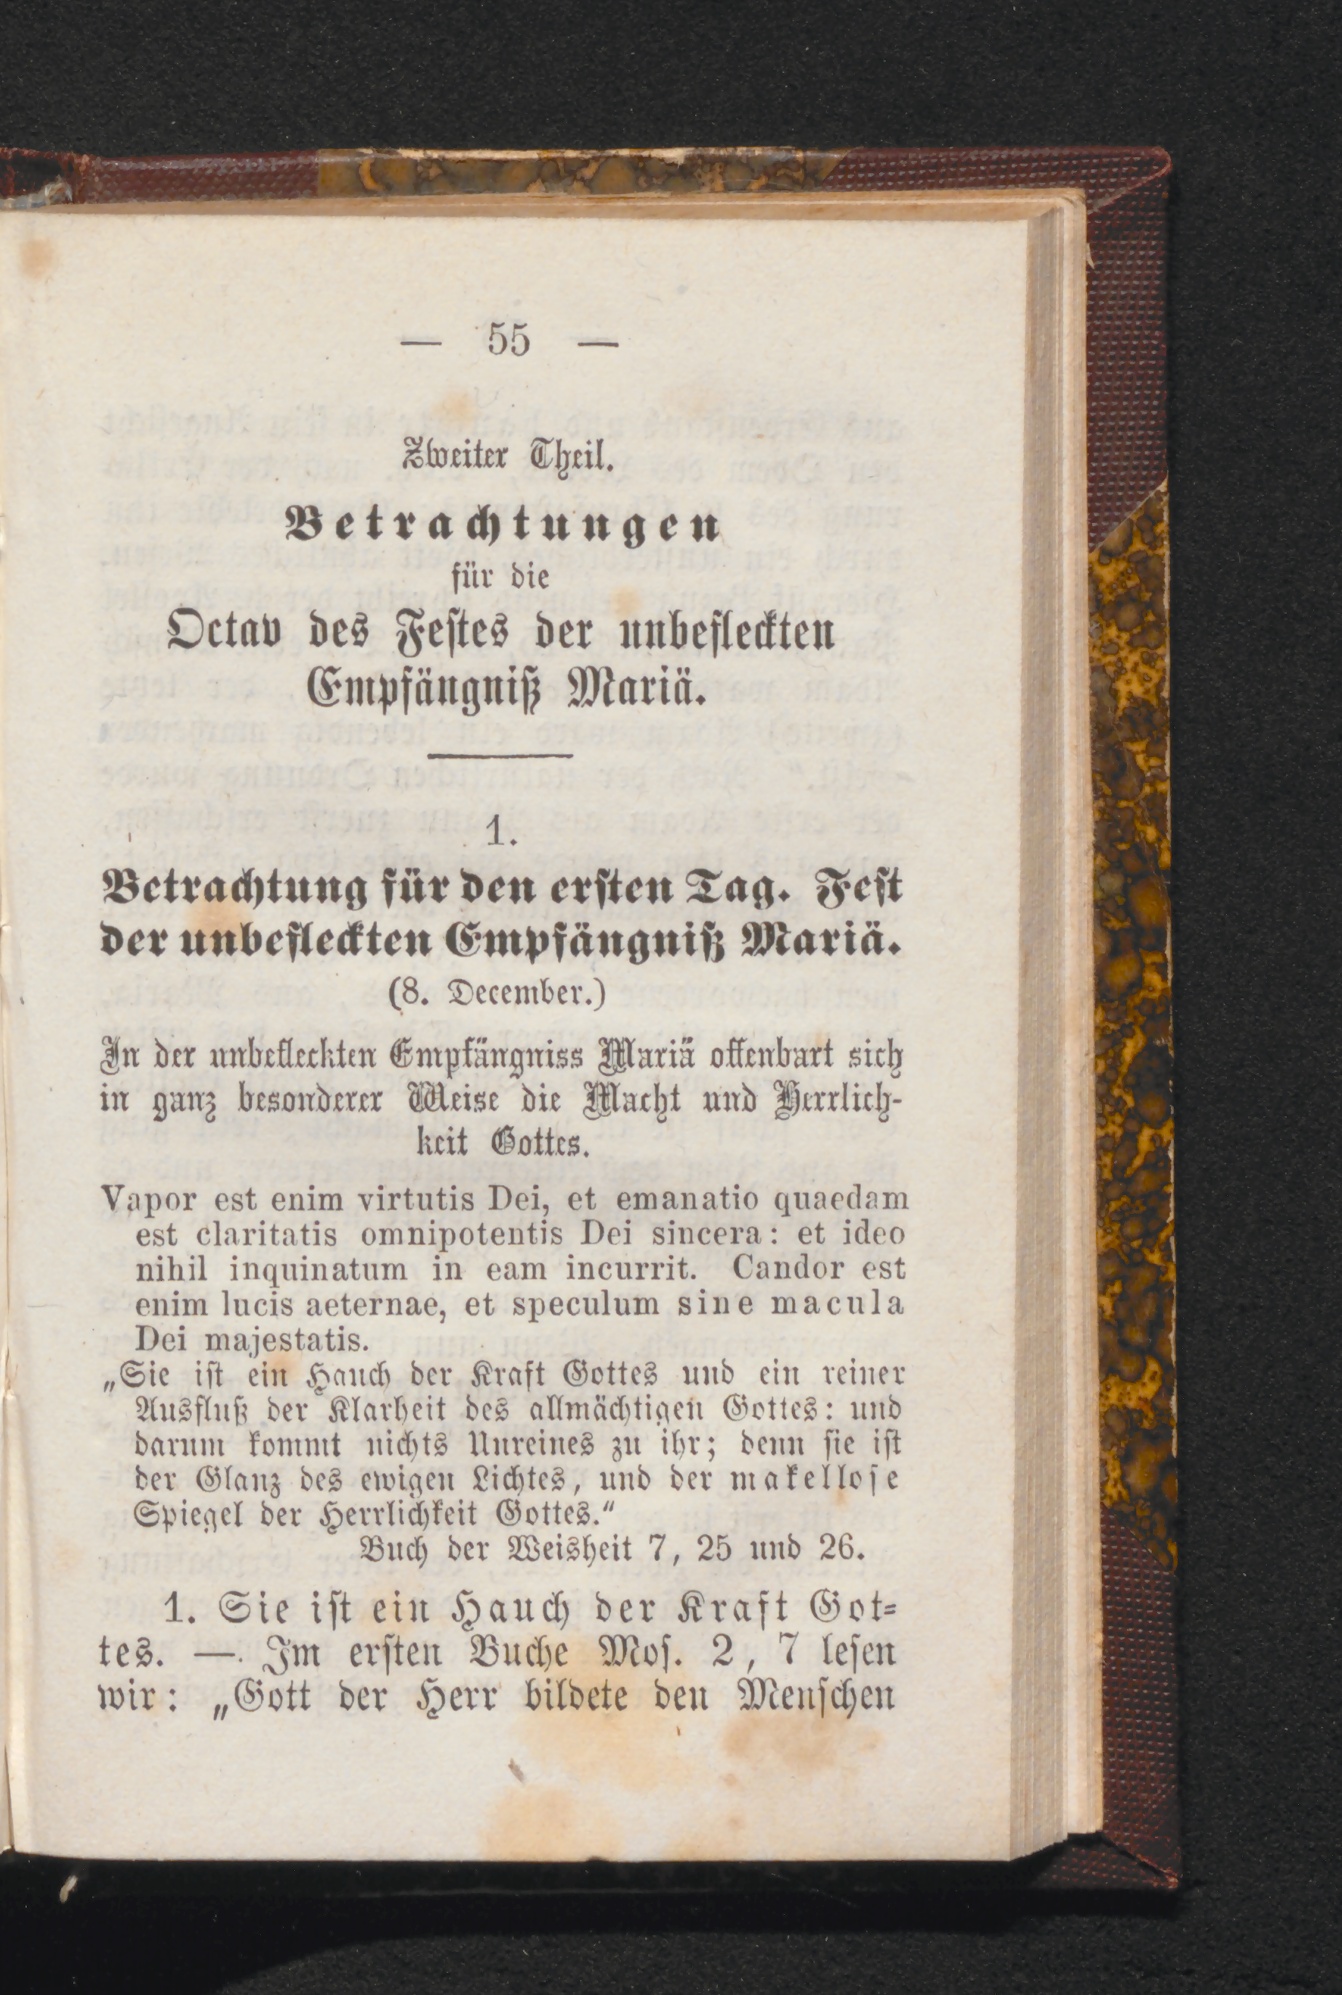 — 55 —
Zweiter Theil.
Betrachtungen
für die
Octav des Festes der unbefleckten
Empfängniß Mariä.
1.
Betrachtung für den ersten Tag. Fest
der unbefleckten Empfängniß Mariä.
(8. December.)
In der unbefleckten Empfängniss Mariä offenbart sich
in ganz besonderer Weise die Macht und Herrlich-
keit Gottes.
Vapor est enim virtutis Dei, et emanatio quaedam
est claritatis omnipotentis Dei sincera: et ideo
nihil inquinatum in eam incurrit. Candor est
enim lucis aeternae, et speculum sine macula
Dei majestatis.
„Sie ist ein Hauch der Kraft Gottes und ein reiner
Ausfluß der Klarheit des allmächtigen Gottes: und
darum kommt nichts Unreines zu ihr; denn sie ist
der Glanz des ewigen Lichtes, und der makellose
Spiegel der Herrlichkeit Gottes.“
Buch der Weisheit 7, 25 und 26.
1. Sie ist ein Hauch der Kraft Got-
tes. — Im ersten Buche Mos. 2, 7 lesen
wir: „Gott der Herr bildete den Menschen